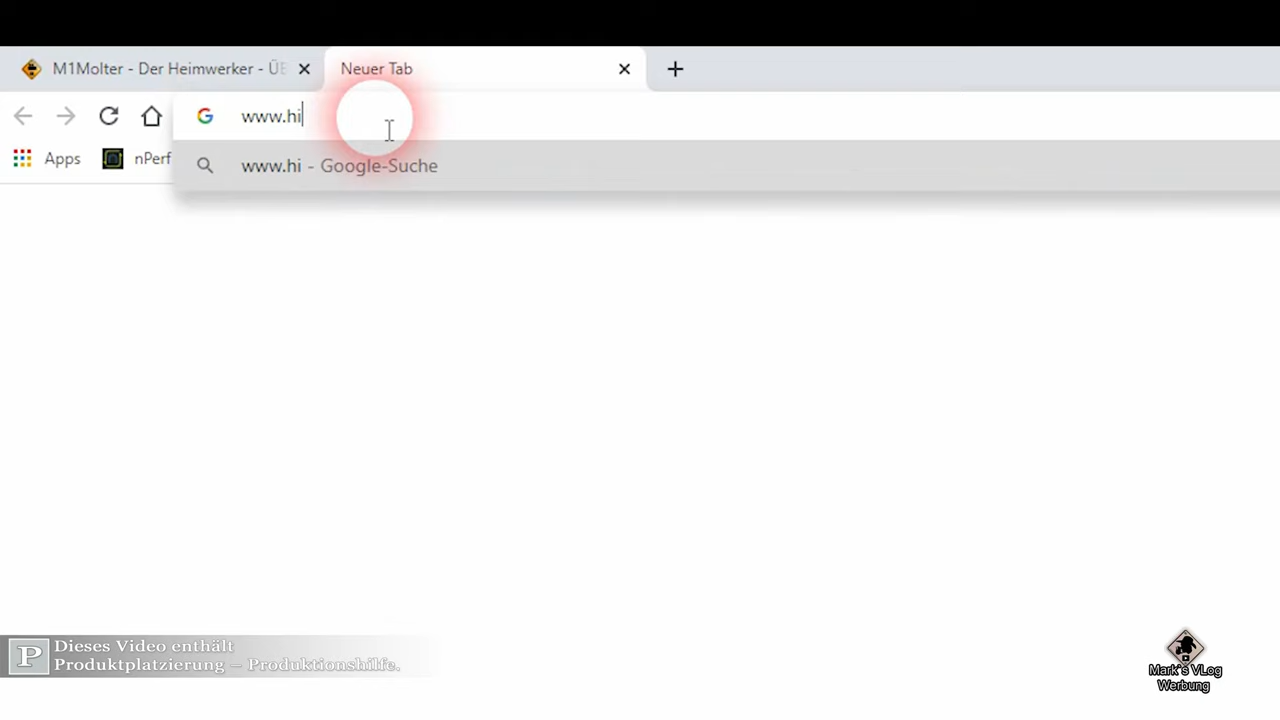 M1Molter - Der Heimwerker - ÜB
Neuer Tab
www.hi
Apps
nPerf
www.hi - Google-Suche
P
Dieses Video enthält
Produktplatzierung – Produktionshilfe.
Mark's VLog
Werbung